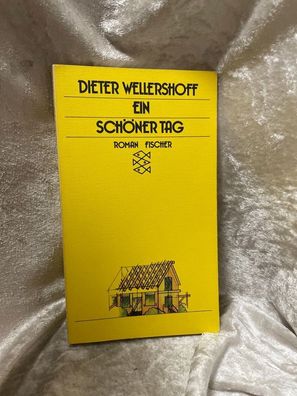 DIETER WELLERSHOFF
EIN
SCHÖNER TAG
ROMAN FISCHER